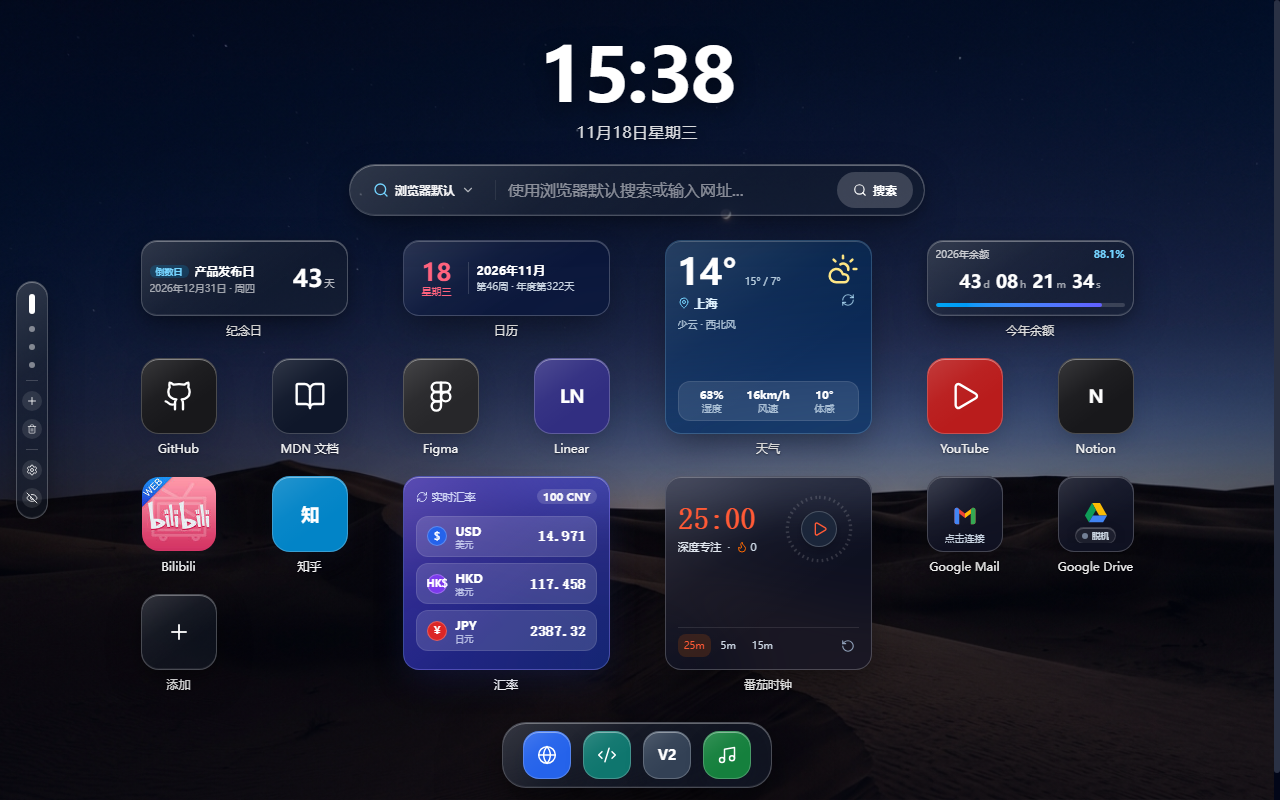 15:38
11月18日星期三
浏览器默认
使用浏览器默认搜索或输入网址...
搜索
倒数日 产品发布日
2026年12月31日 · 周四
43天
纪念日
18
星期三
2026年11月
第46周 · 年度第322天
日历
14°
15° / 7°
上海
少云 · 西北风
63%
湿度
16km/h
风速
10°
体感
天气
2026年余额
88.1%
43d 08h 21m 34s
今年余额
GitHub
MDN 文档
Figma
LN
Linear
YouTube
N
Notion
WEB
bilibili
Bilibili
知
知乎
实时汇率
100 CNY
$
USD
美元
14.971
HK$
HKD
港元
117.458
¥
JPY
日元
2387.32
汇率
25:00
深度专注 · 0
25m
5m
15m
番茄时钟
点击连接
Google Mail
脱机
Google Drive
添加
V2